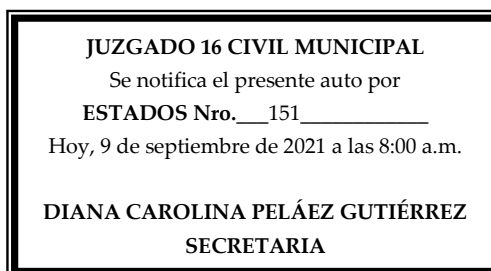 JUZGADO 16 CIVIL MUNICIPAL
Se notifica el presente auto por
ESTADOS Nro.___151____________
Hoy, 9 de septiembre de 2021 a las 8:00 a.m.
DIANA CAROLINA PELÁEZ GUTIÉRREZ
SECRETARIA